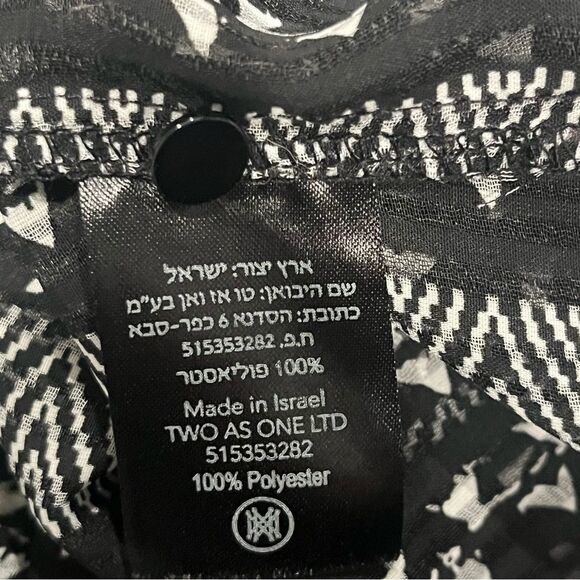 ארץ יצור: ישראל
שם היבואן: טו אז וואן בע"מ
כתובת: הסדנא 6 כפר-סבא
ח.פ. 515353282
100% פוליאסטר
Made in Israel
TWO AS ONE LTD
515353282
100% Polyester